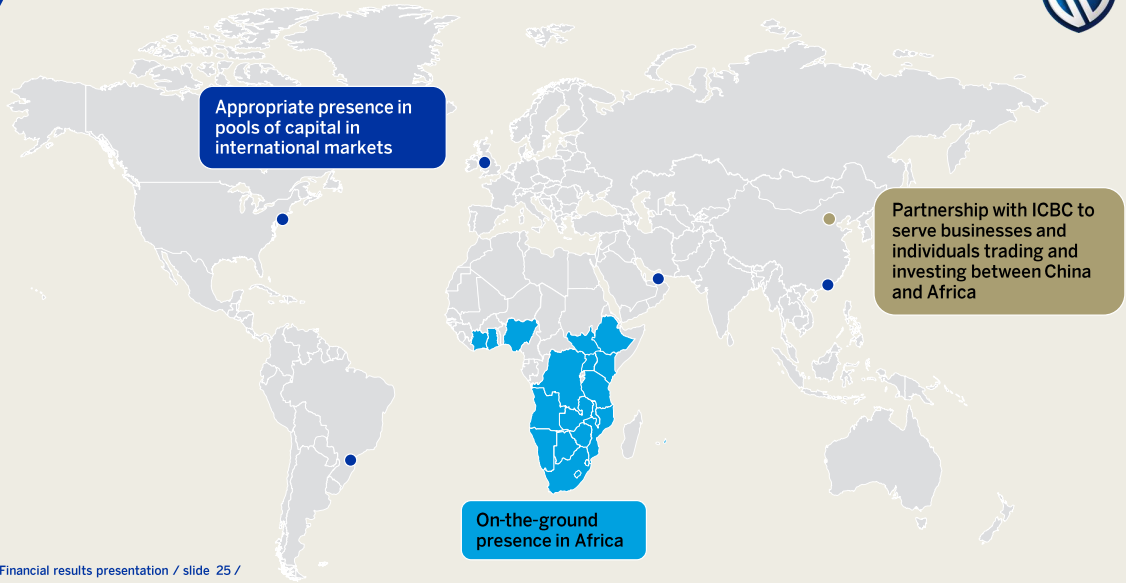 Appropriate presence in
pools of capital in
international markets
Partnership with ICBC to
serve businesses and
individuals trading and
investing between China
and Africa
On-the-ground
presence in Africa
Financial results presentation / slide 25 /